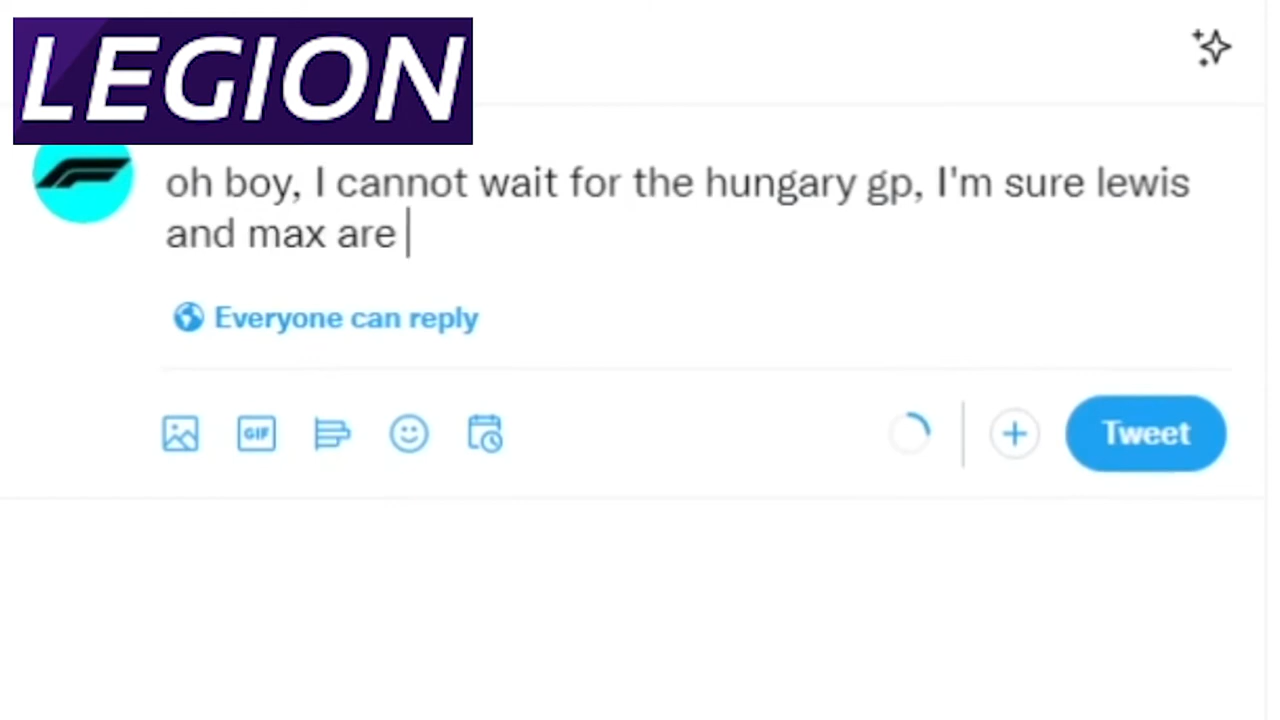 LEGION
oh boy, I cannot wait for the hungary gp, I'm sure lewis
and max are
Everyone can reply
GIF
Tweet